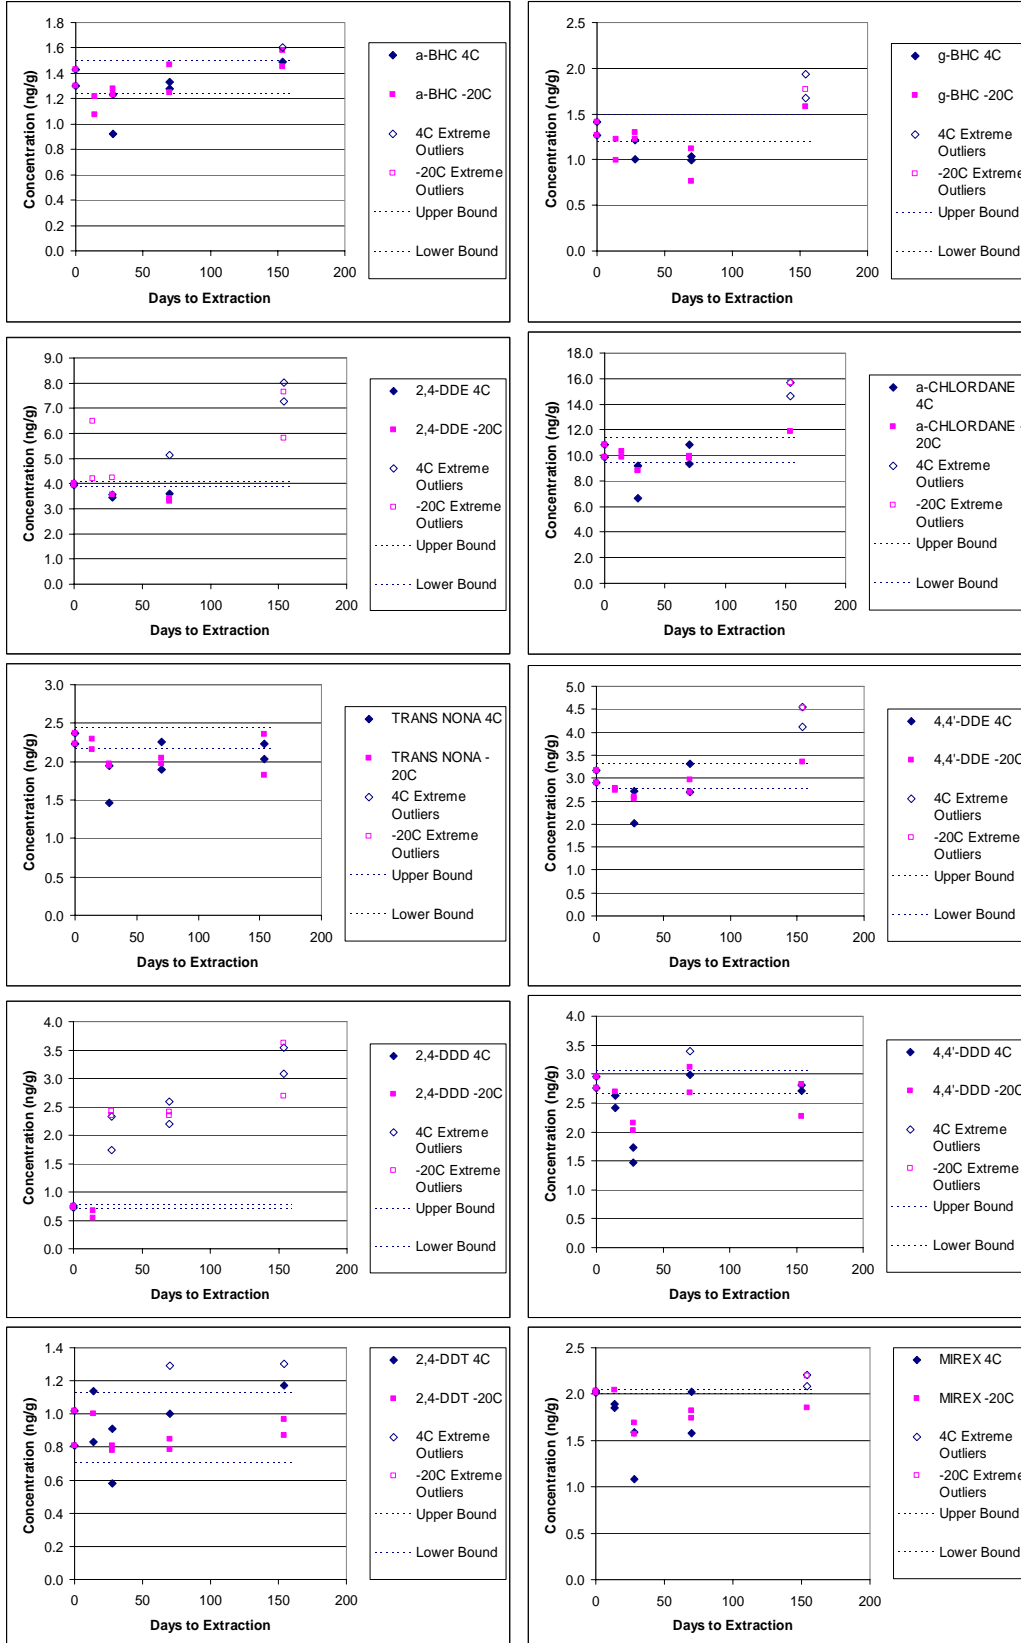 1.8
1.6
1.4
1.2
1.0
0.8
0.6
0.4
0.2
0.0
Concentration (ng/g)
0
50
100
150
200
Days to Extraction
a-BHC 4C
a-BHC -20C
4C Extreme
Outliers
-20C Extreme
Outliers
Upper Bound
Lower Bound
2.5
2.0
1.5
1.0
0.5
0.0
Concentration (ng/g)
0
50
100
150
200
Days to Extraction
g-BHC 4C
g-BHC -20C
4C Extreme
Outliers
-20C Extreme
Outliers
Upper Bound
Lower Bound
9.0
8.0
7.0
6.0
5.0
4.0
3.0
2.0
1.0
0.0
Concentration (ng/g)
0
50
100
150
200
Days to Extraction
2,4-DDE 4C
2,4-DDE -20C
4C Extreme
Outliers
-20C Extreme
Outliers
Upper Bound
Lower Bound
18.0
16.0
14.0
12.0
10.0
8.0
6.0
4.0
2.0
0.0
Concentration (ng/g)
0
50
100
150
200
Days to Extraction
a-CHLORDANE
4C
a-CHLORDANE -
20C
4C Extreme
Outliers
-20C Extreme
Outliers
Upper Bound
Lower Bound
3.0
2.5
2.0
1.5
1.0
0.5
0.0
Concentration (ng/g)
0
50
100
150
200
Days to Extraction
TRANS NONA 4C
TRANS NONA -
20C
4C Extreme
Outliers
-20C Extreme
Outliers
Upper Bound
Lower Bound
5.0
4.5
4.0
3.5
3.0
2.5
2.0
1.5
1.0
0.5
0.0
Concentration (ng/g)
0
50
100
150
200
Days to Extraction
4,4'-DDE 4C
4,4'-DDE -20C
4C Extreme
Outliers
-20C Extreme
Outliers
Upper Bound
Lower Bound
4.0
3.5
3.0
2.5
2.0
1.5
1.0
0.5
0.0
Concentration (ng/g)
0
50
100
150
200
Days to Extraction
2,4-DDD 4C
2,4-DDD -20C
4C Extreme
Outliers
-20C Extreme
Outliers
Upper Bound
Lower Bound
4.0
3.5
3.0
2.5
2.0
1.5
1.0
0.5
0.0
Concentration (ng/g)
0
50
100
150
200
Days to Extraction
4,4'-DDD 4C
4,4'-DDD -20C
4C Extreme
Outliers
-20C Extreme
Outliers
Upper Bound
Lower Bound
1.4
1.2
1.0
0.8
0.6
0.4
0.2
0.0
Concentration (ng/g)
0
50
100
150
200
Days to Extraction
2,4-DDT 4C
2,4-DDT -20C
4C Extreme
Outliers
-20C Extreme
Outliers
Upper Bound
Lower Bound
2.5
2.0
1.5
1.0
0.5
0.0
Concentration (ng/g)
0
50
100
150
200
Days to Extraction
MIREX 4C
MIREX -20C
4C Extreme
Outliers
-20C Extreme
Outliers
Upper Bound
Lower Bound